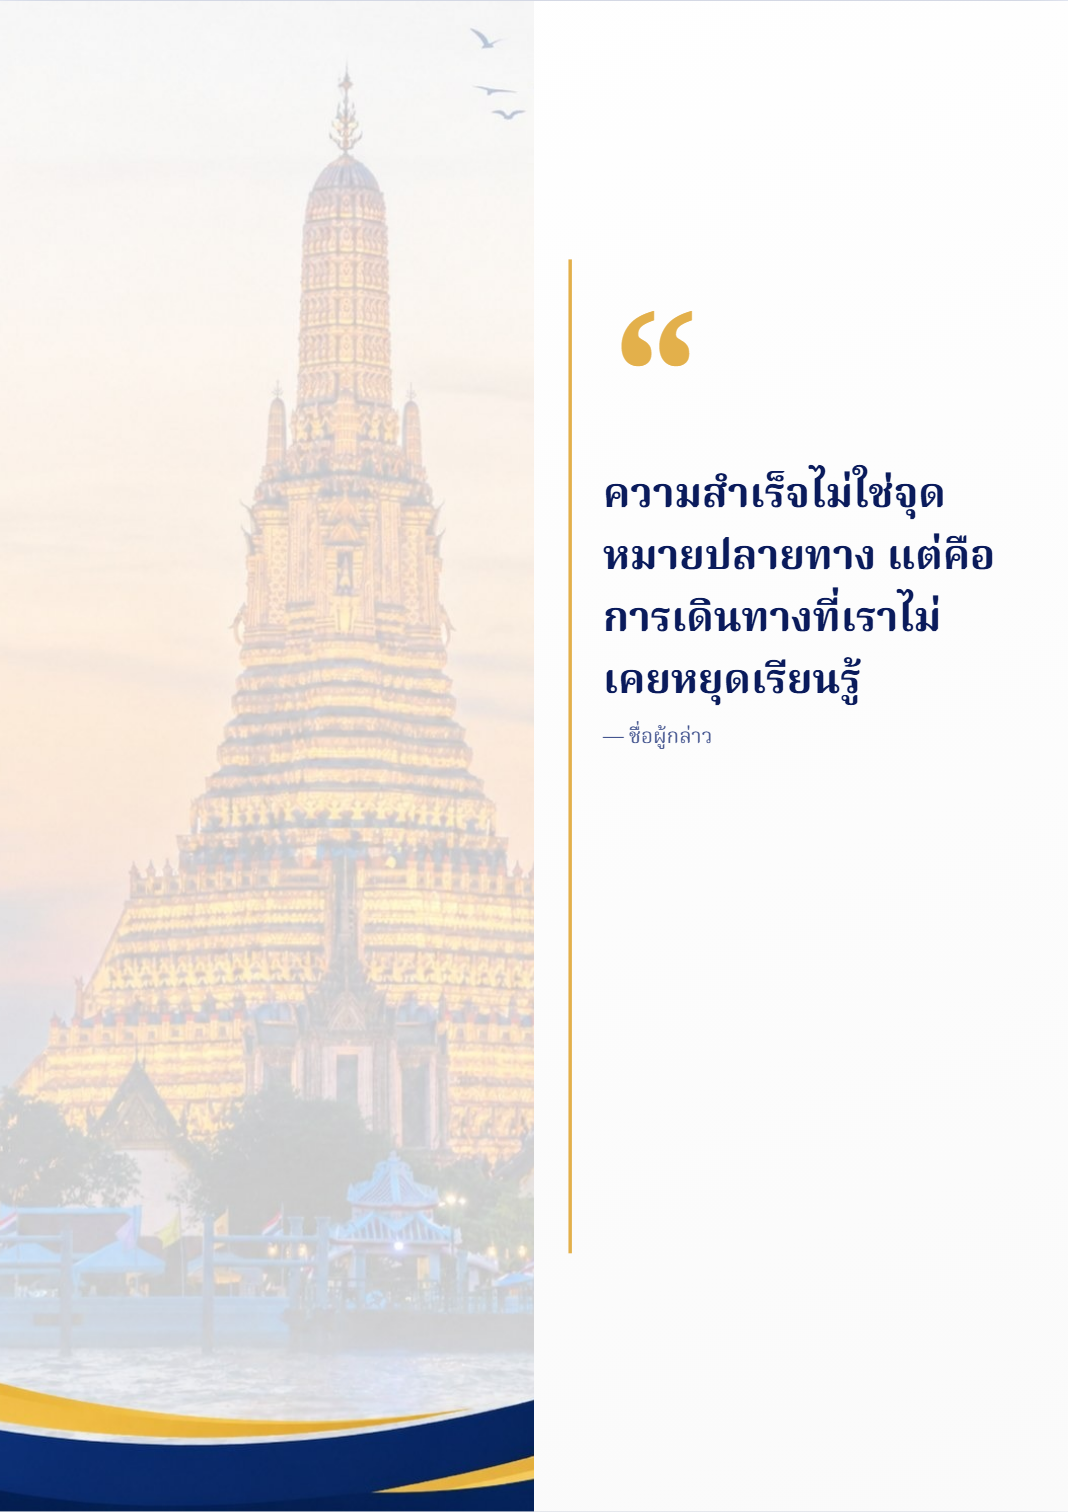 “
ความสำเร็จไม่ใช่จุด
หมายปลายทาง แต่คือ
การเดินทางที่เราไม่
เคยหยุดเรียนรู้
— ชื่อผู้กล่าว